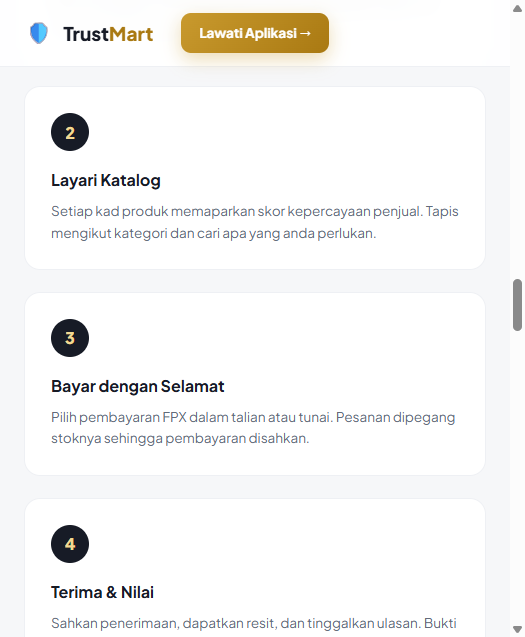 TrustMart
Lawati Aplikasi →
2
Layari Katalog
Setiap kad produk memaparkan skor kepercayaan penjual. Tapis
mengikut kategori dan cari apa yang anda perlukan.
3
Bayar dengan Selamat
Pilih pembayaran FPX dalam talian atau tunai. Pesanan dipegang
stoknya sehingga pembayaran disahkan.
4
Terima & Nilai
Sahkan penerimaan, dapatkan resit, dan tinggalkan ulasan. Bukti